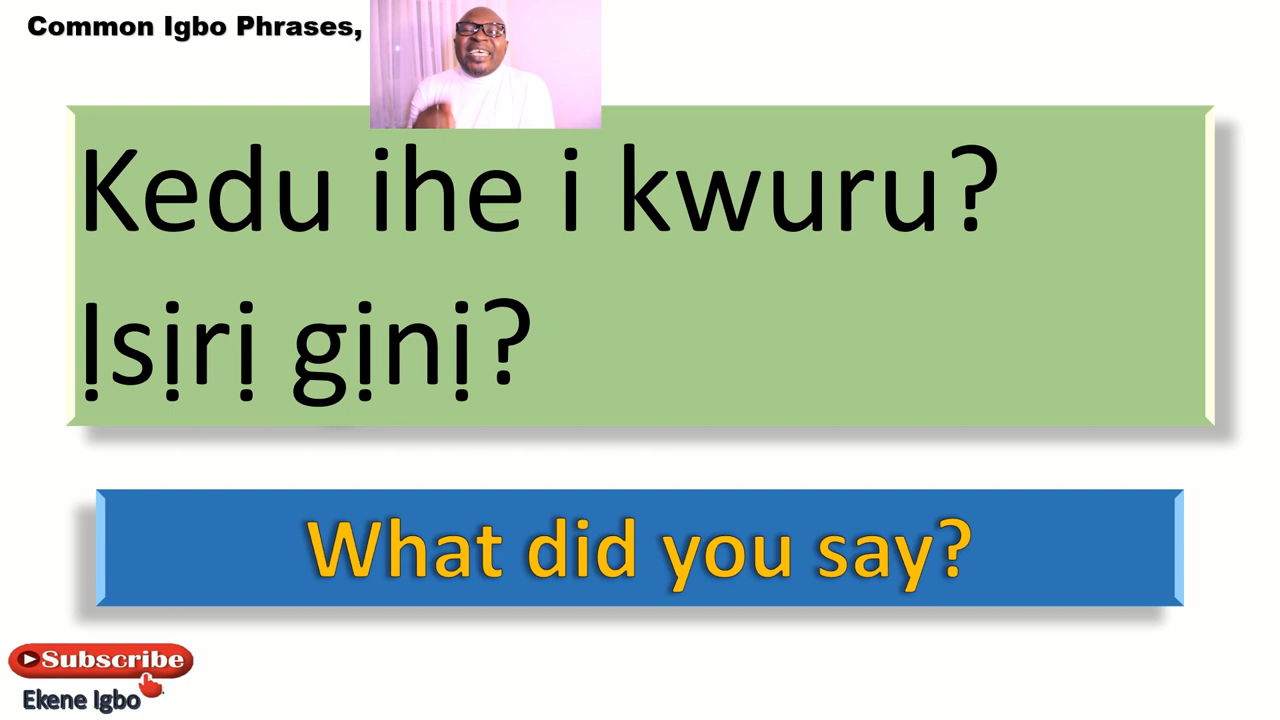 Common Igbo Phrases,
Kedu ihe i kwuru?
Ịsịrị gịnị?
What did you say?
Subscribe
Ekene Igbo